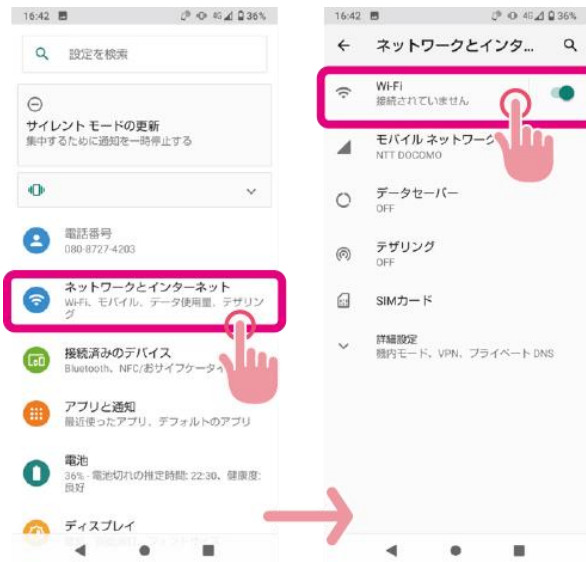 16:42 4G 36%
設定を検索
サイレント モードの更新
集中するために通知を一時停止する
電話番号
080-8727-4203
ネットワークとインターネット
Wi-Fi、モバイル、データ使用量、テザリン
グ
接続済みのデバイス
Bluetooth、NFC/おサイフケータイ
アプリと通知
最近使ったアプリ、デフォルトのアプリ
電池
36% - 電池切れの推定時間: 22:30、健康度:
良好
ディスプレイ
16:42 4G 36%
ネットワークとインタ...
Wi-Fi
接続されていません
モバイル ネットワーク
NTT DOCOMO
データセーバー
OFF
テザリング
OFF
SIMカード
詳細設定
機内モード、VPN、プライベート DNS